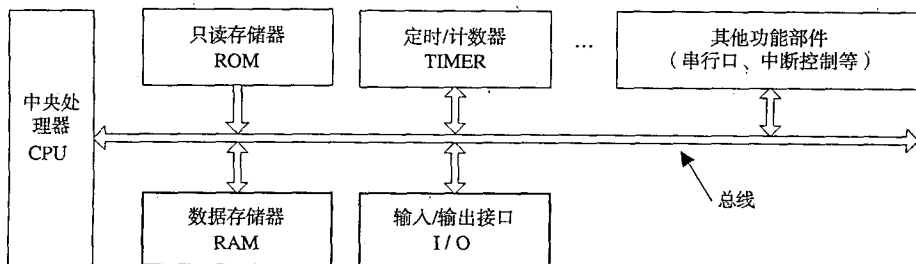 只读存储器
ROM
定时/计数器
TIMER
…
其他功能部件
（串行口、中断控制等）
中央处
理器
CPU
总线
数据存储器
RAM
输入/输出接口
I / O